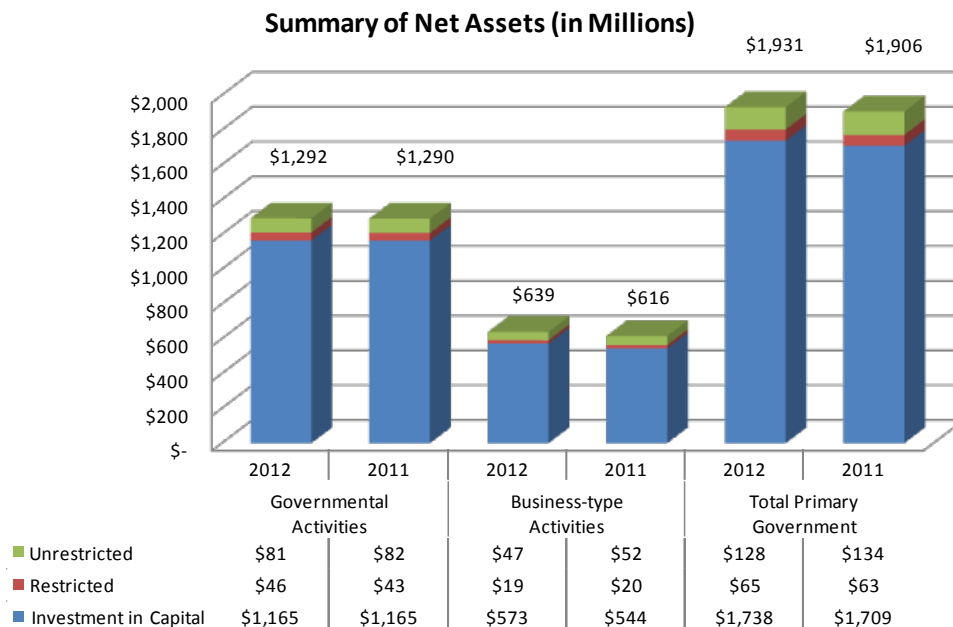 Summary of Net Assets (in Millions)
$1,931 $1,906
$2,000
$1,800
$1,600
$1,400
$1,200
$1,000
$800
$600
$400
$200
$-
$1,292 $1,290
$639 $616
2012 2011 2012 2011 2012 2011
Governmental Activities
Business-type Activities
Total Primary Government
Unrestricted $81 $82 $47 $52 $128 $134
Restricted $46 $43 $19 $20 $65 $63
Investment in Capital $1,165 $1,165 $573 $544 $1,738 $1,709